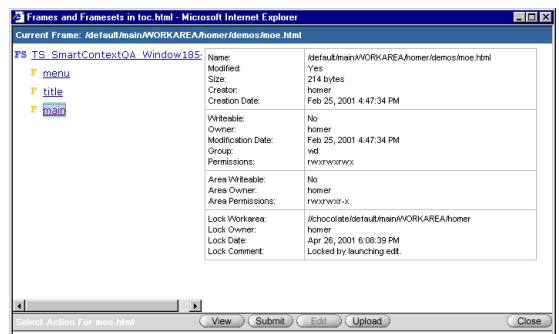 Frames and Framesets in toc.html - Microsoft Internet Explorer
Current Frame: /default/main/WORKAREA/homer/demos/moe.html
FS TS_SmartContextQA_Window185
F menu
F title
F main
Name: /default/main/WORKAREA/homer/demos/moe.html
Modified: Yes
Size: 214 bytes
Creator: homer
Creation Date: Feb 25, 2001 4:47:34 PM
Writeable: No
Owner: homer
Modification Date: Feb 25, 2001 4:47:34 PM
Group: wd
Permissions: rwxrwxrwx
Area Writeable: No
Area Owner: homer
Area Permissions: rwxrwxr-x
Lock Workarea: //chocolate/default/main/WORKAREA/homer
Lock Owner: homer
Lock Date: Apr 26, 2001 6:08:39 PM
Lock Comment: Locked by launching edit.
Select Action For moe.html View Submit Edit Upload Close